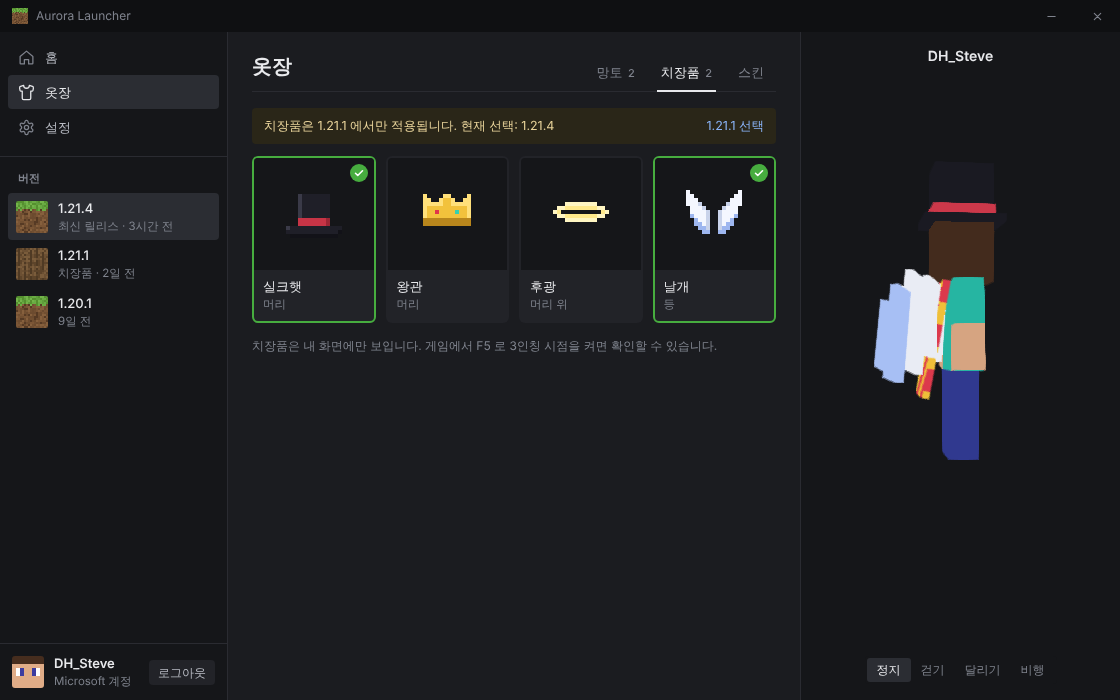 Aurora Launcher
홈
옷장
설정
버전
1.21.4
최신 릴리스 · 3시간 전
1.21.1
치장품 · 2일 전
1.20.1
9일 전
DH_Steve
Microsoft 계정
로그아웃
옷장
망토 2
치장품 2
스킨
치장품은 1.21.1 에서만 적용됩니다. 현재 선택: 1.21.4
1.21.1 선택
실크햇
머리
왕관
머리
후광
머리 위
날개
등
치장품은 내 화면에만 보입니다. 게임에서 F5 로 3인칭 시점을 켜면 확인할 수 있습니다.
DH_Steve
정지
걷기
달리기
비행